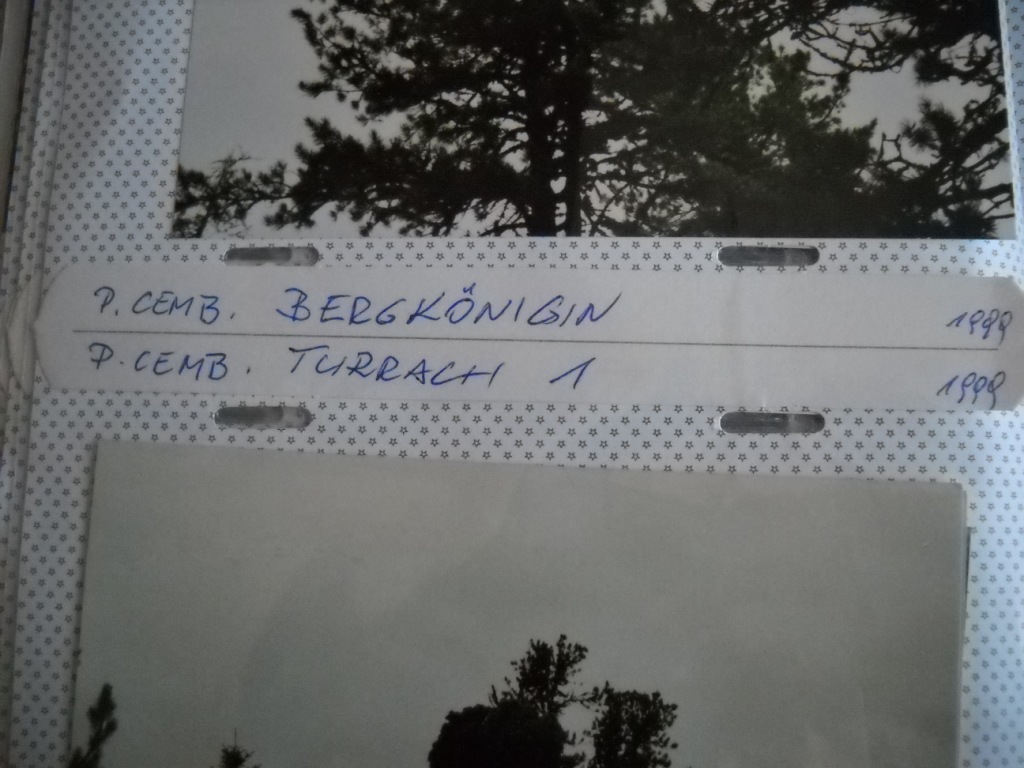 P. CEMB. BERGKÖNIGIN 1999
P. CEMB. TURRACH 1 1999